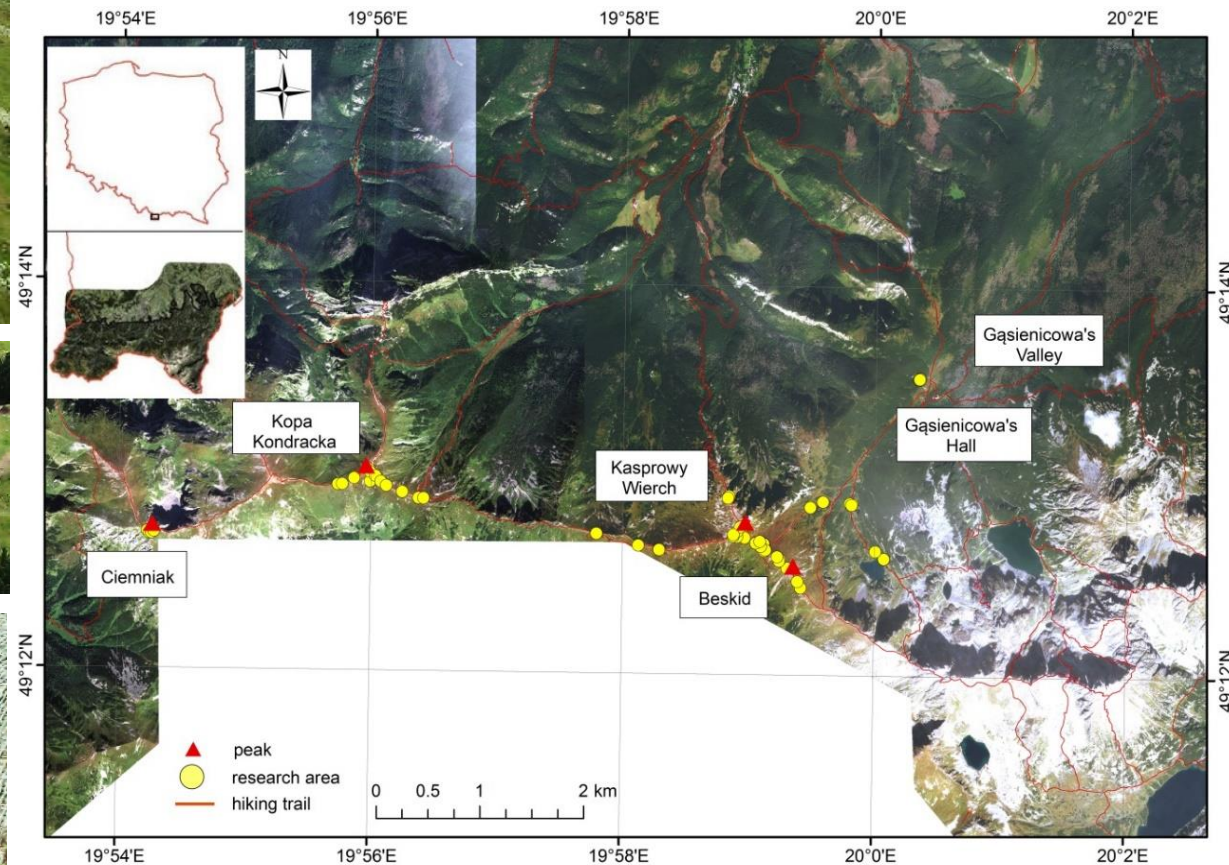 19°54'E
19°56'E
19°58'E
20°0'E
20°2'E
N
49°14'N
49°14'N
Gąsienicowa's
Valley
Kopa
Kondracka
Gąsienicowa's
Hall
Kasprowy
Wierch
Ciemniak
Beskid
49°12'N
49°12'N
peak
research area
hiking trail
0 0.5 1 2 km
19°54'E
19°56'E
19°58'E
20°0'E
20°2'E